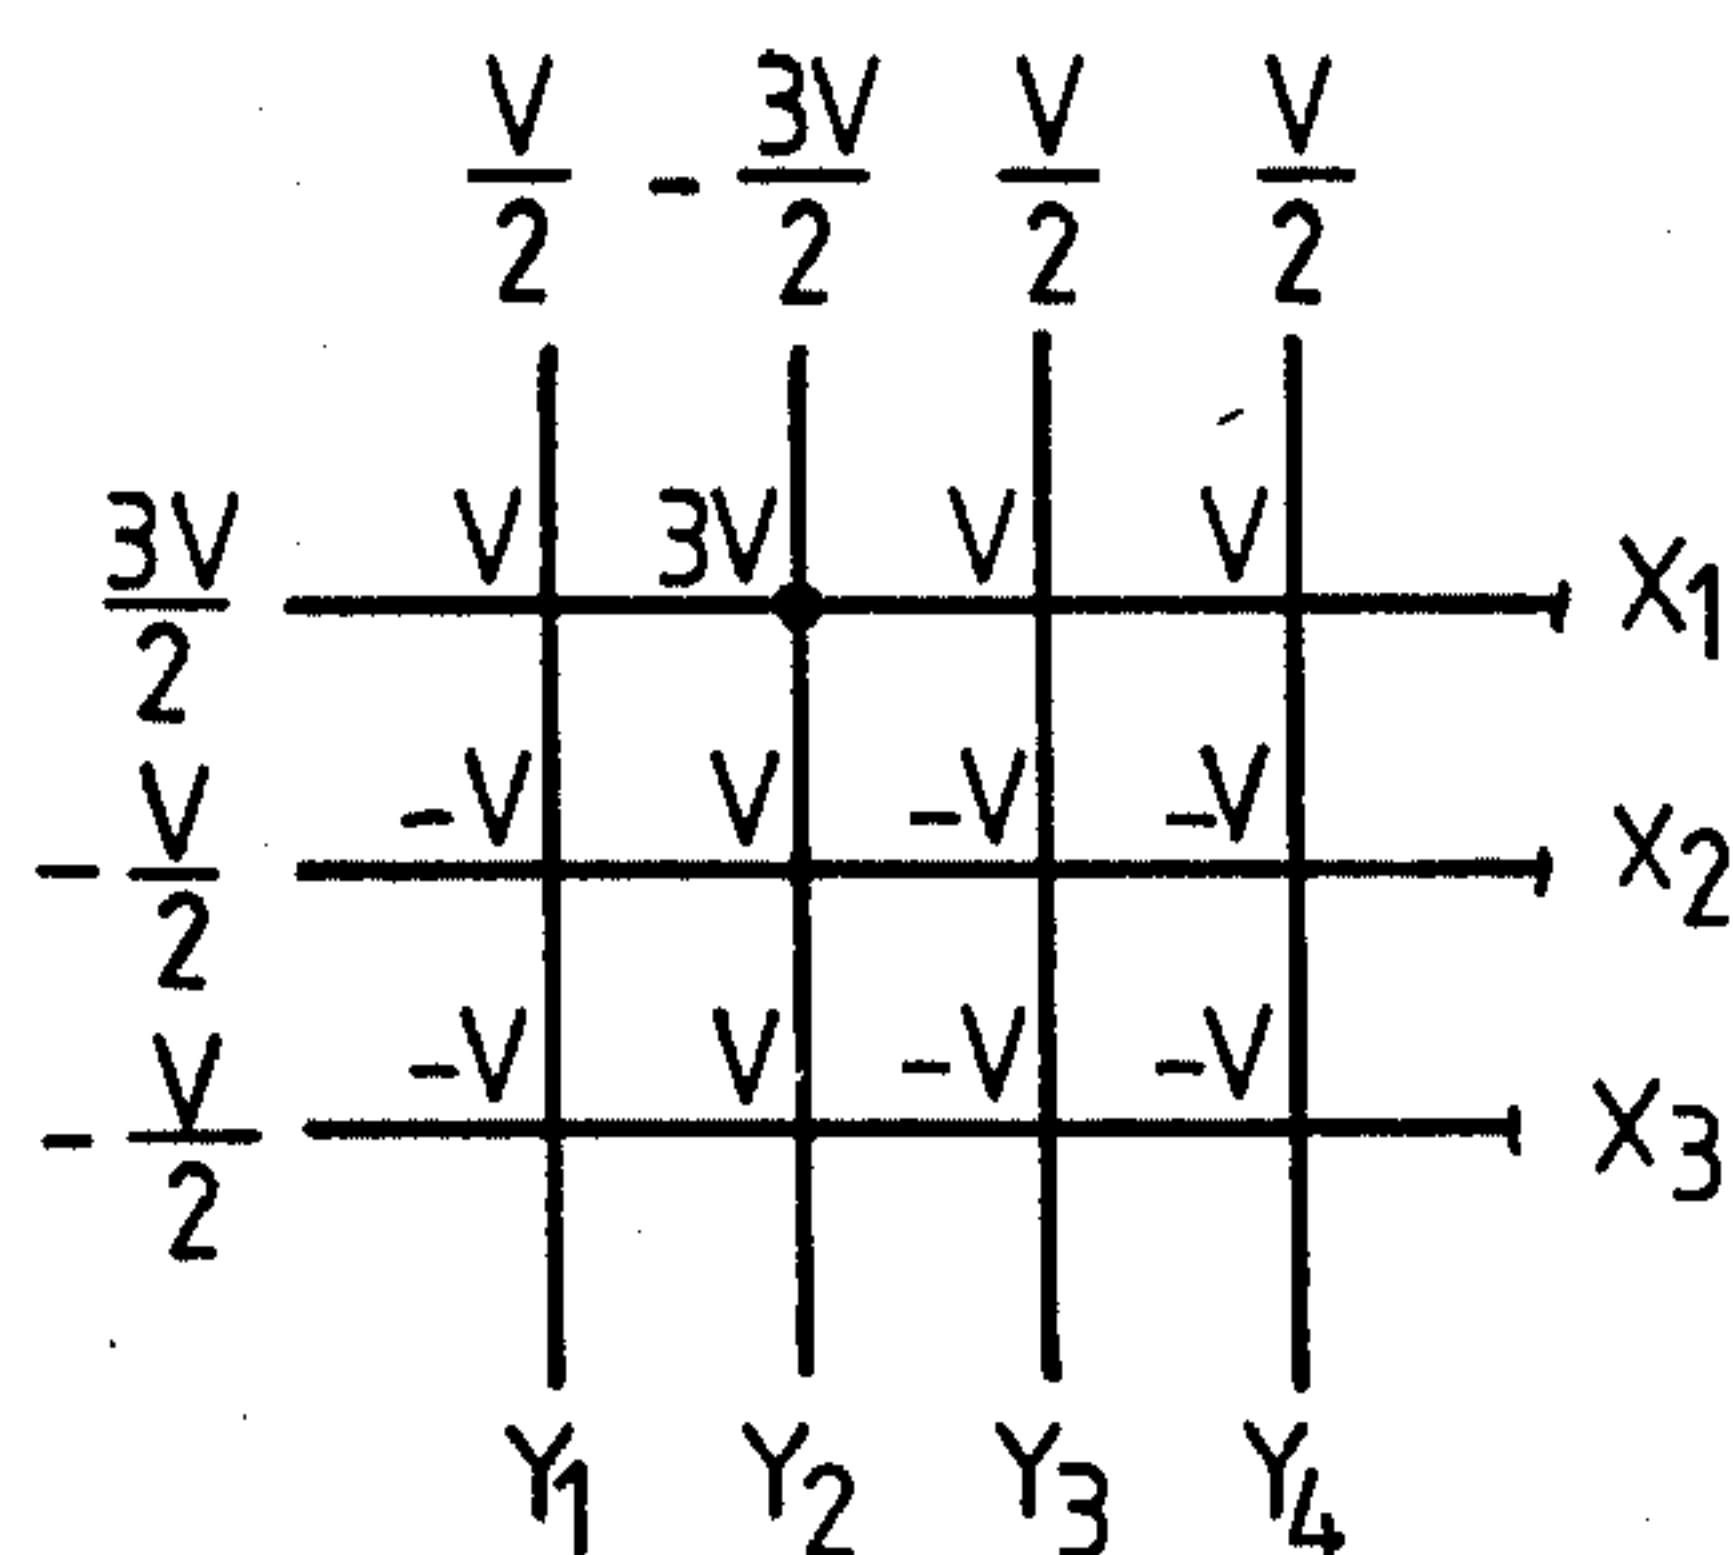 V/2 - 3V/2 V/2 V/2
3V/2 V 3V V V X1
- V/2 -V V -V -V X2
- V/2 -V V -V -V X3
Y1 Y2 Y3 Y4